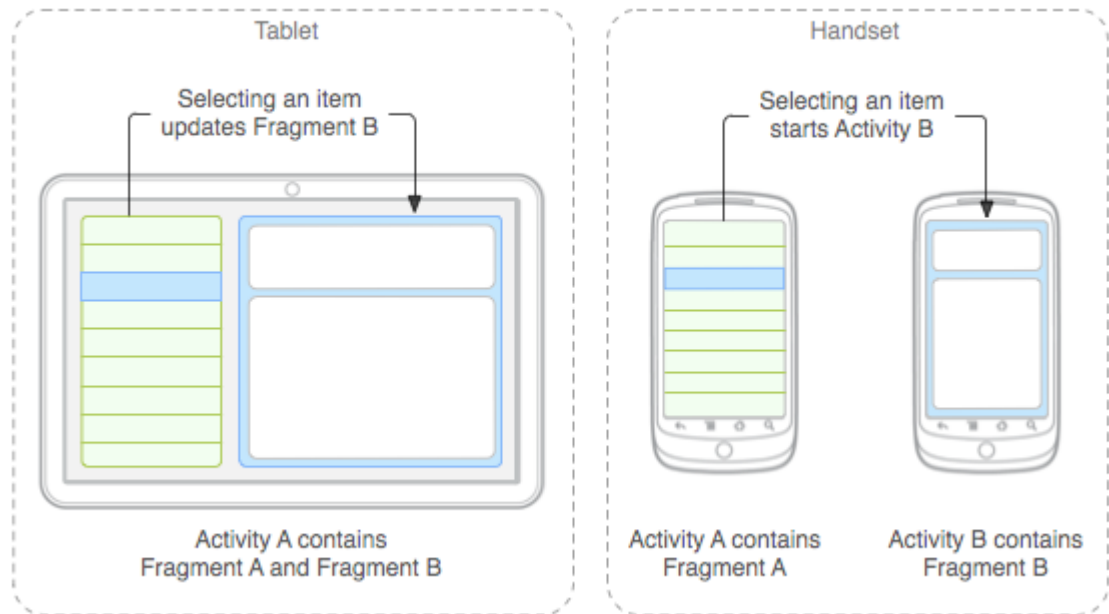 Tablet
Selecting an item
updates Fragment B
Activity A contains
Fragment A and Fragment B
Handset
Selecting an item
starts Activity B
Activity A contains
Fragment A
Activity B contains
Fragment B